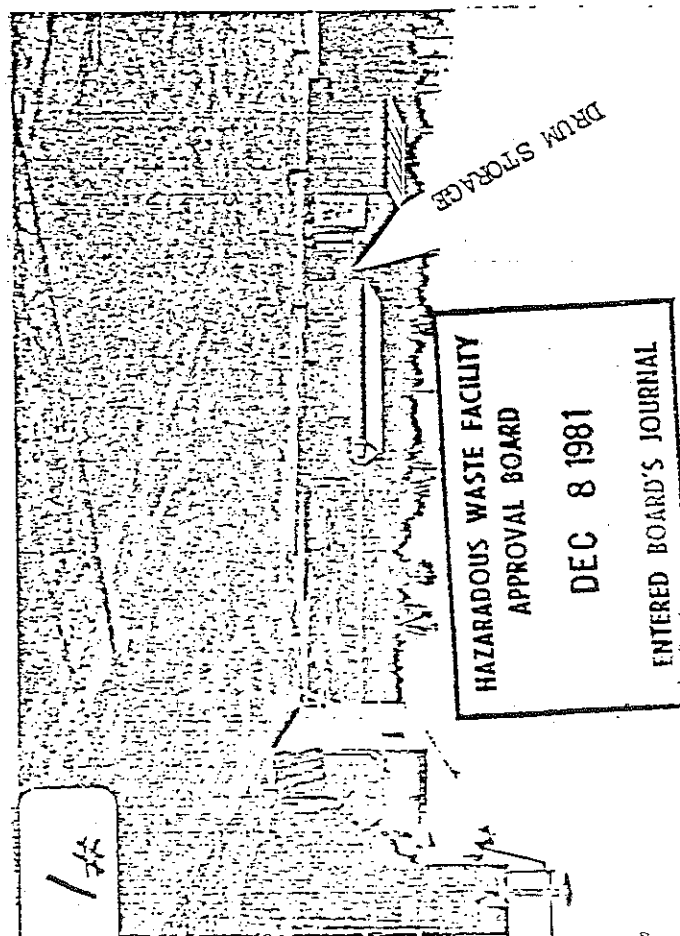 DRUM STORAGE
HAZARADOUS WASTE FACILITY
APPROVAL BOARD
DEC 8 1981
ENTERED BOARD'S JOURNAL